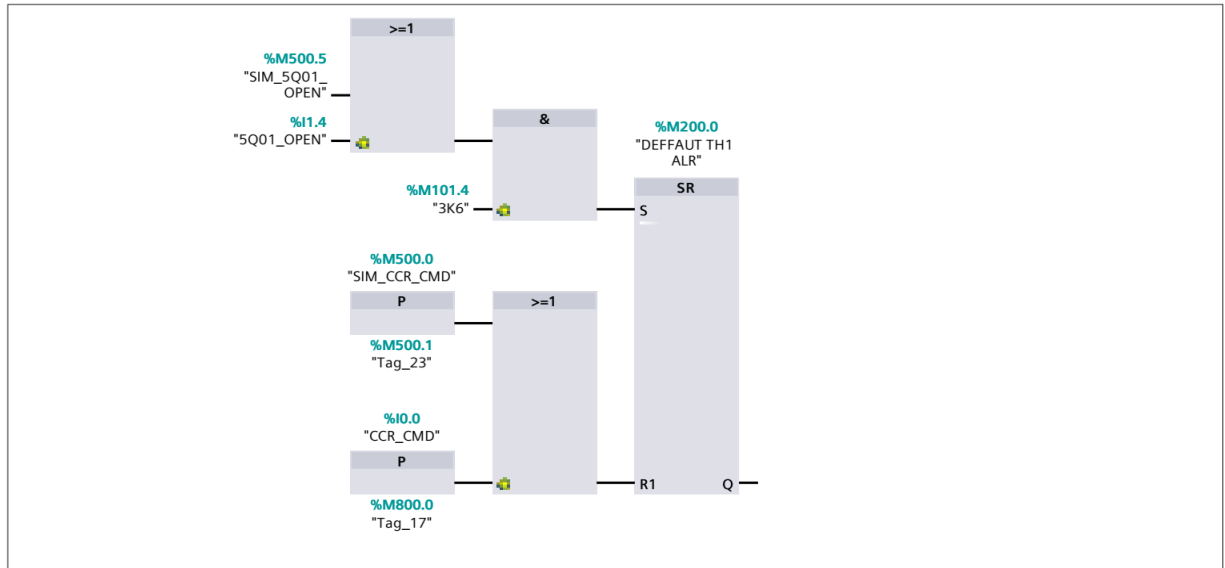 >=1
%M500.5
"SIM_5Q01_
OPEN"
%I1.4
"5Q01_OPEN"
&
%M101.4
"3K6"
%M200.0
"DEFFAUT TH1
ALR"
SR
S
%M500.0
"SIM_CCR_CMD"
P
%M500.1
"Tag_23"
>=1
%I0.0
"CCR_CMD"
P
%M800.0
"Tag_17"
R1
Q